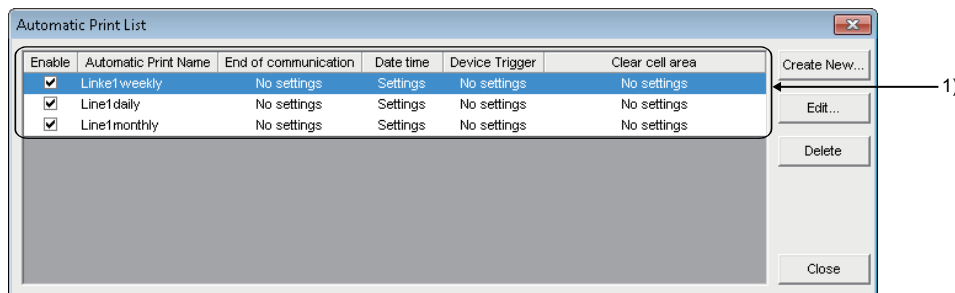 Automatic Print List
Enable Automatic Print Name End of communication Date time Device Trigger Clear cell area Create New...
Linke1weekly No settings Settings No settings No settings 1)
Line1daily No settings Settings No settings No settings Edit...
Line1monthly No settings Settings No settings No settings
Delete
Close